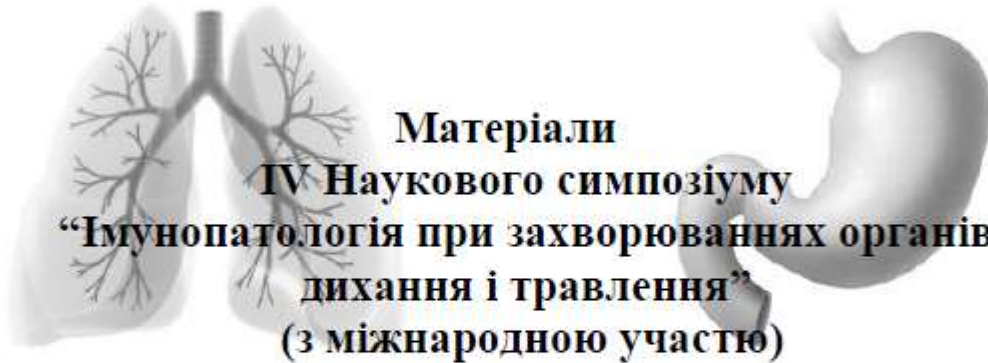 Матеріали
IV Наукового симпозіуму
“Імунопатологія при захворюваннях органів
дихання і травлення”
(з міжнародною участю)